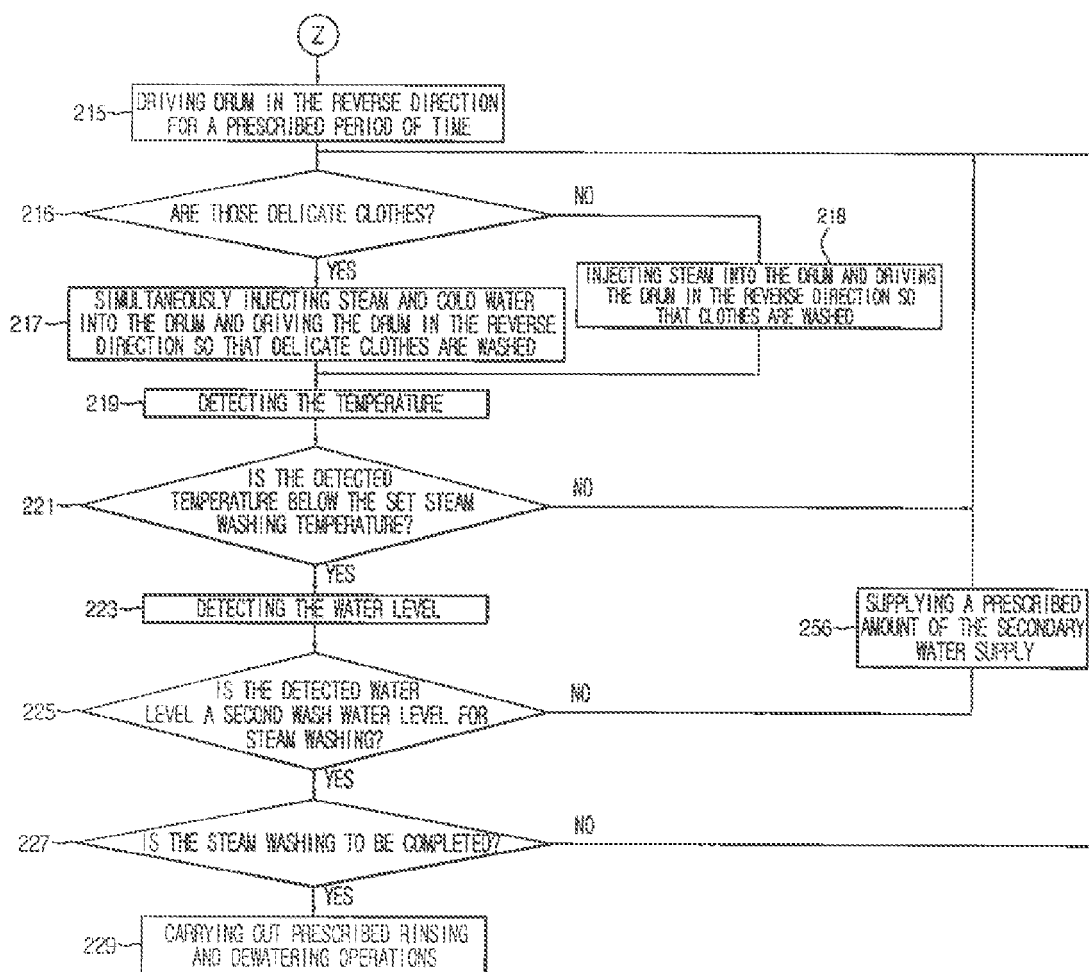 Z
215
DRIVING DRUM IN THE REVERSE DIRECTION
FOR A PRESCRIBED PERIOD OF TIME
216
ARE THOSE DELICATE CLOTHES?
NO
YES
218
INJECTING STEAM INTO THE DRUM AND DRIVING
THE DRUM IN THE REVERSE DIRECTION SO
THAT CLOTHES ARE WASHED
217
SIMULTANEOUSLY INJECTING STEAM AND COLD WATER
INTO THE DRUM AND DRIVING THE DRUM IN THE REVERSE
DIRECTION SO THAT DELICATE CLOTHES ARE WASHED
219
DETECTING THE TEMPERATURE
221
IS THE DETECTED
TEMPERATURE BELOW THE SET STEAM
WASHING TEMPERATURE?
NO
YES
223
DETECTING THE WATER LEVEL
256
SUPPLYING A PRESCRIBED
AMOUNT OF THE SECONDARY
WATER SUPPLY
225
IS THE DETECTED WATER
LEVEL A SECOND WASH WATER LEVEL FOR
STEAM WASHING?
NO
YES
227
IS THE STEAM WASHING TO BE COMPLETED?
NO
YES
229
CARRYING OUT PRESCRIBED RINSING
AND DEWATERING OPERATIONS